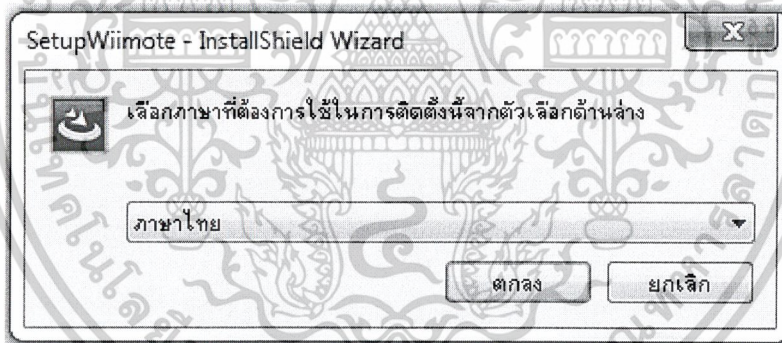 SetupWiimote - InstallShield Wizard
เลือกภาษาที่ต้องการใช้ในการติดตั้งนี้จากตัวเลือกด้านล่าง
ภาษาไทย
ตกลง
ยกเลิก